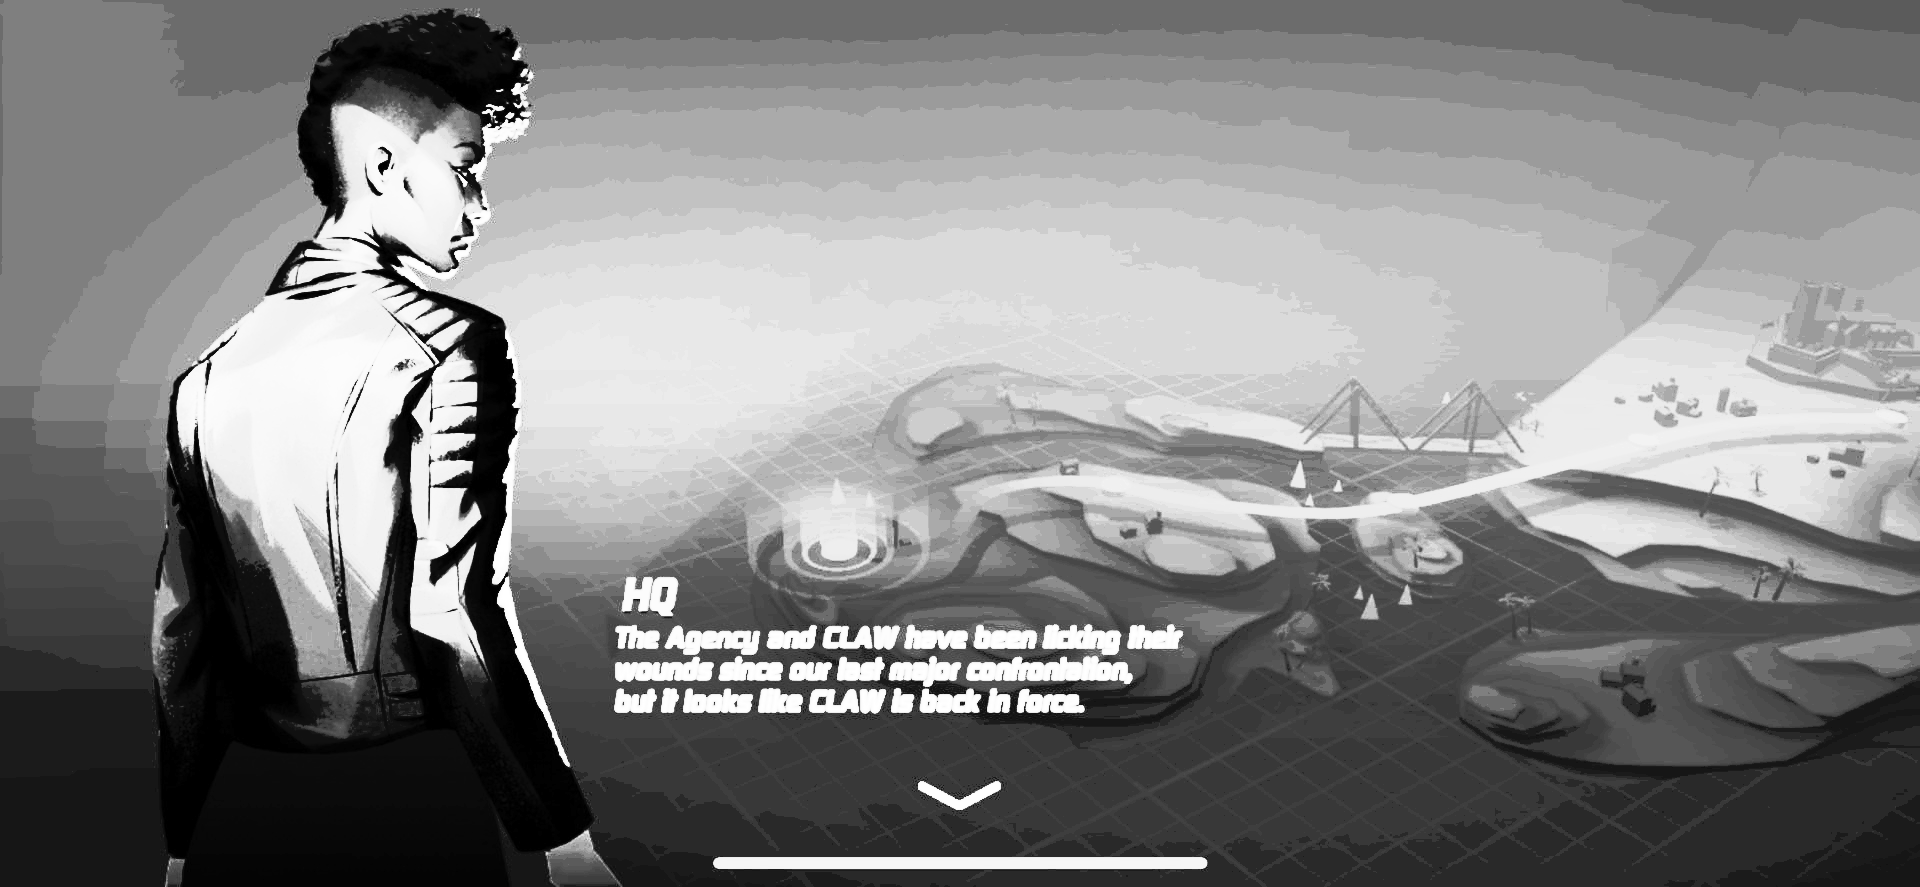 HQ
The Agency and CLAW have been licking their
wounds since our last major confrontation,
but it looks like CLAW is back in force.